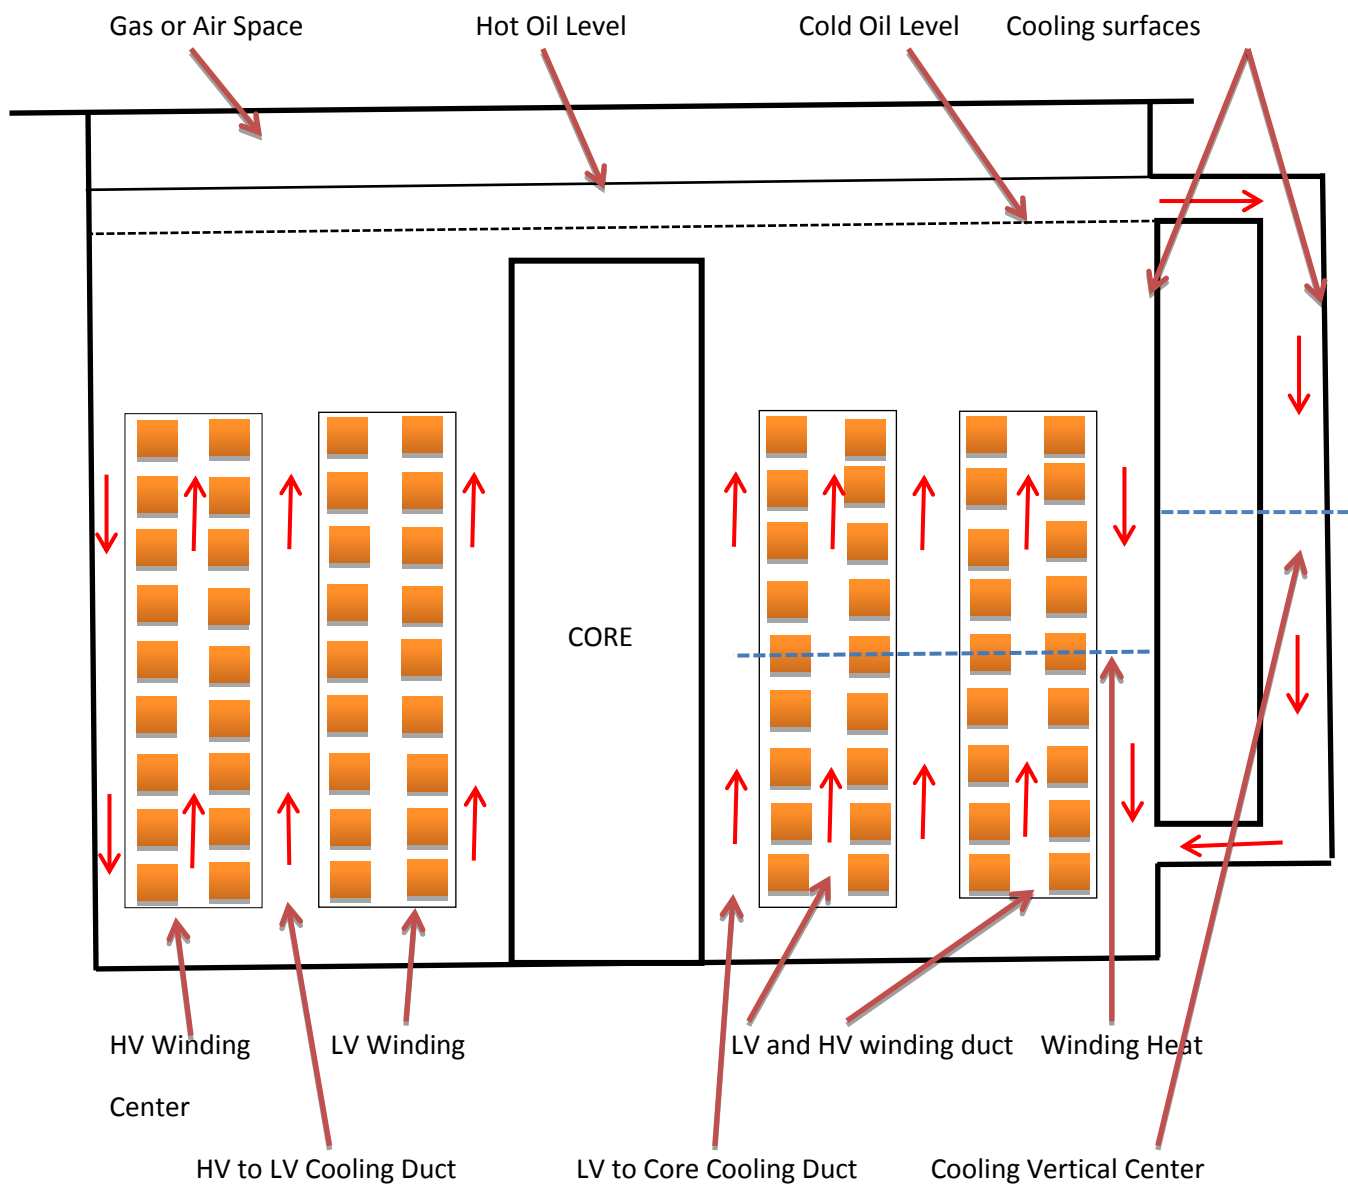 Gas or Air Space
Hot Oil Level
Cold Oil Level
Cooling surfaces
CORE
HV Winding
LV Winding
LV and HV winding duct
Winding Heat
Center
HV to LV Cooling Duct
LV to Core Cooling Duct
Cooling Vertical Center